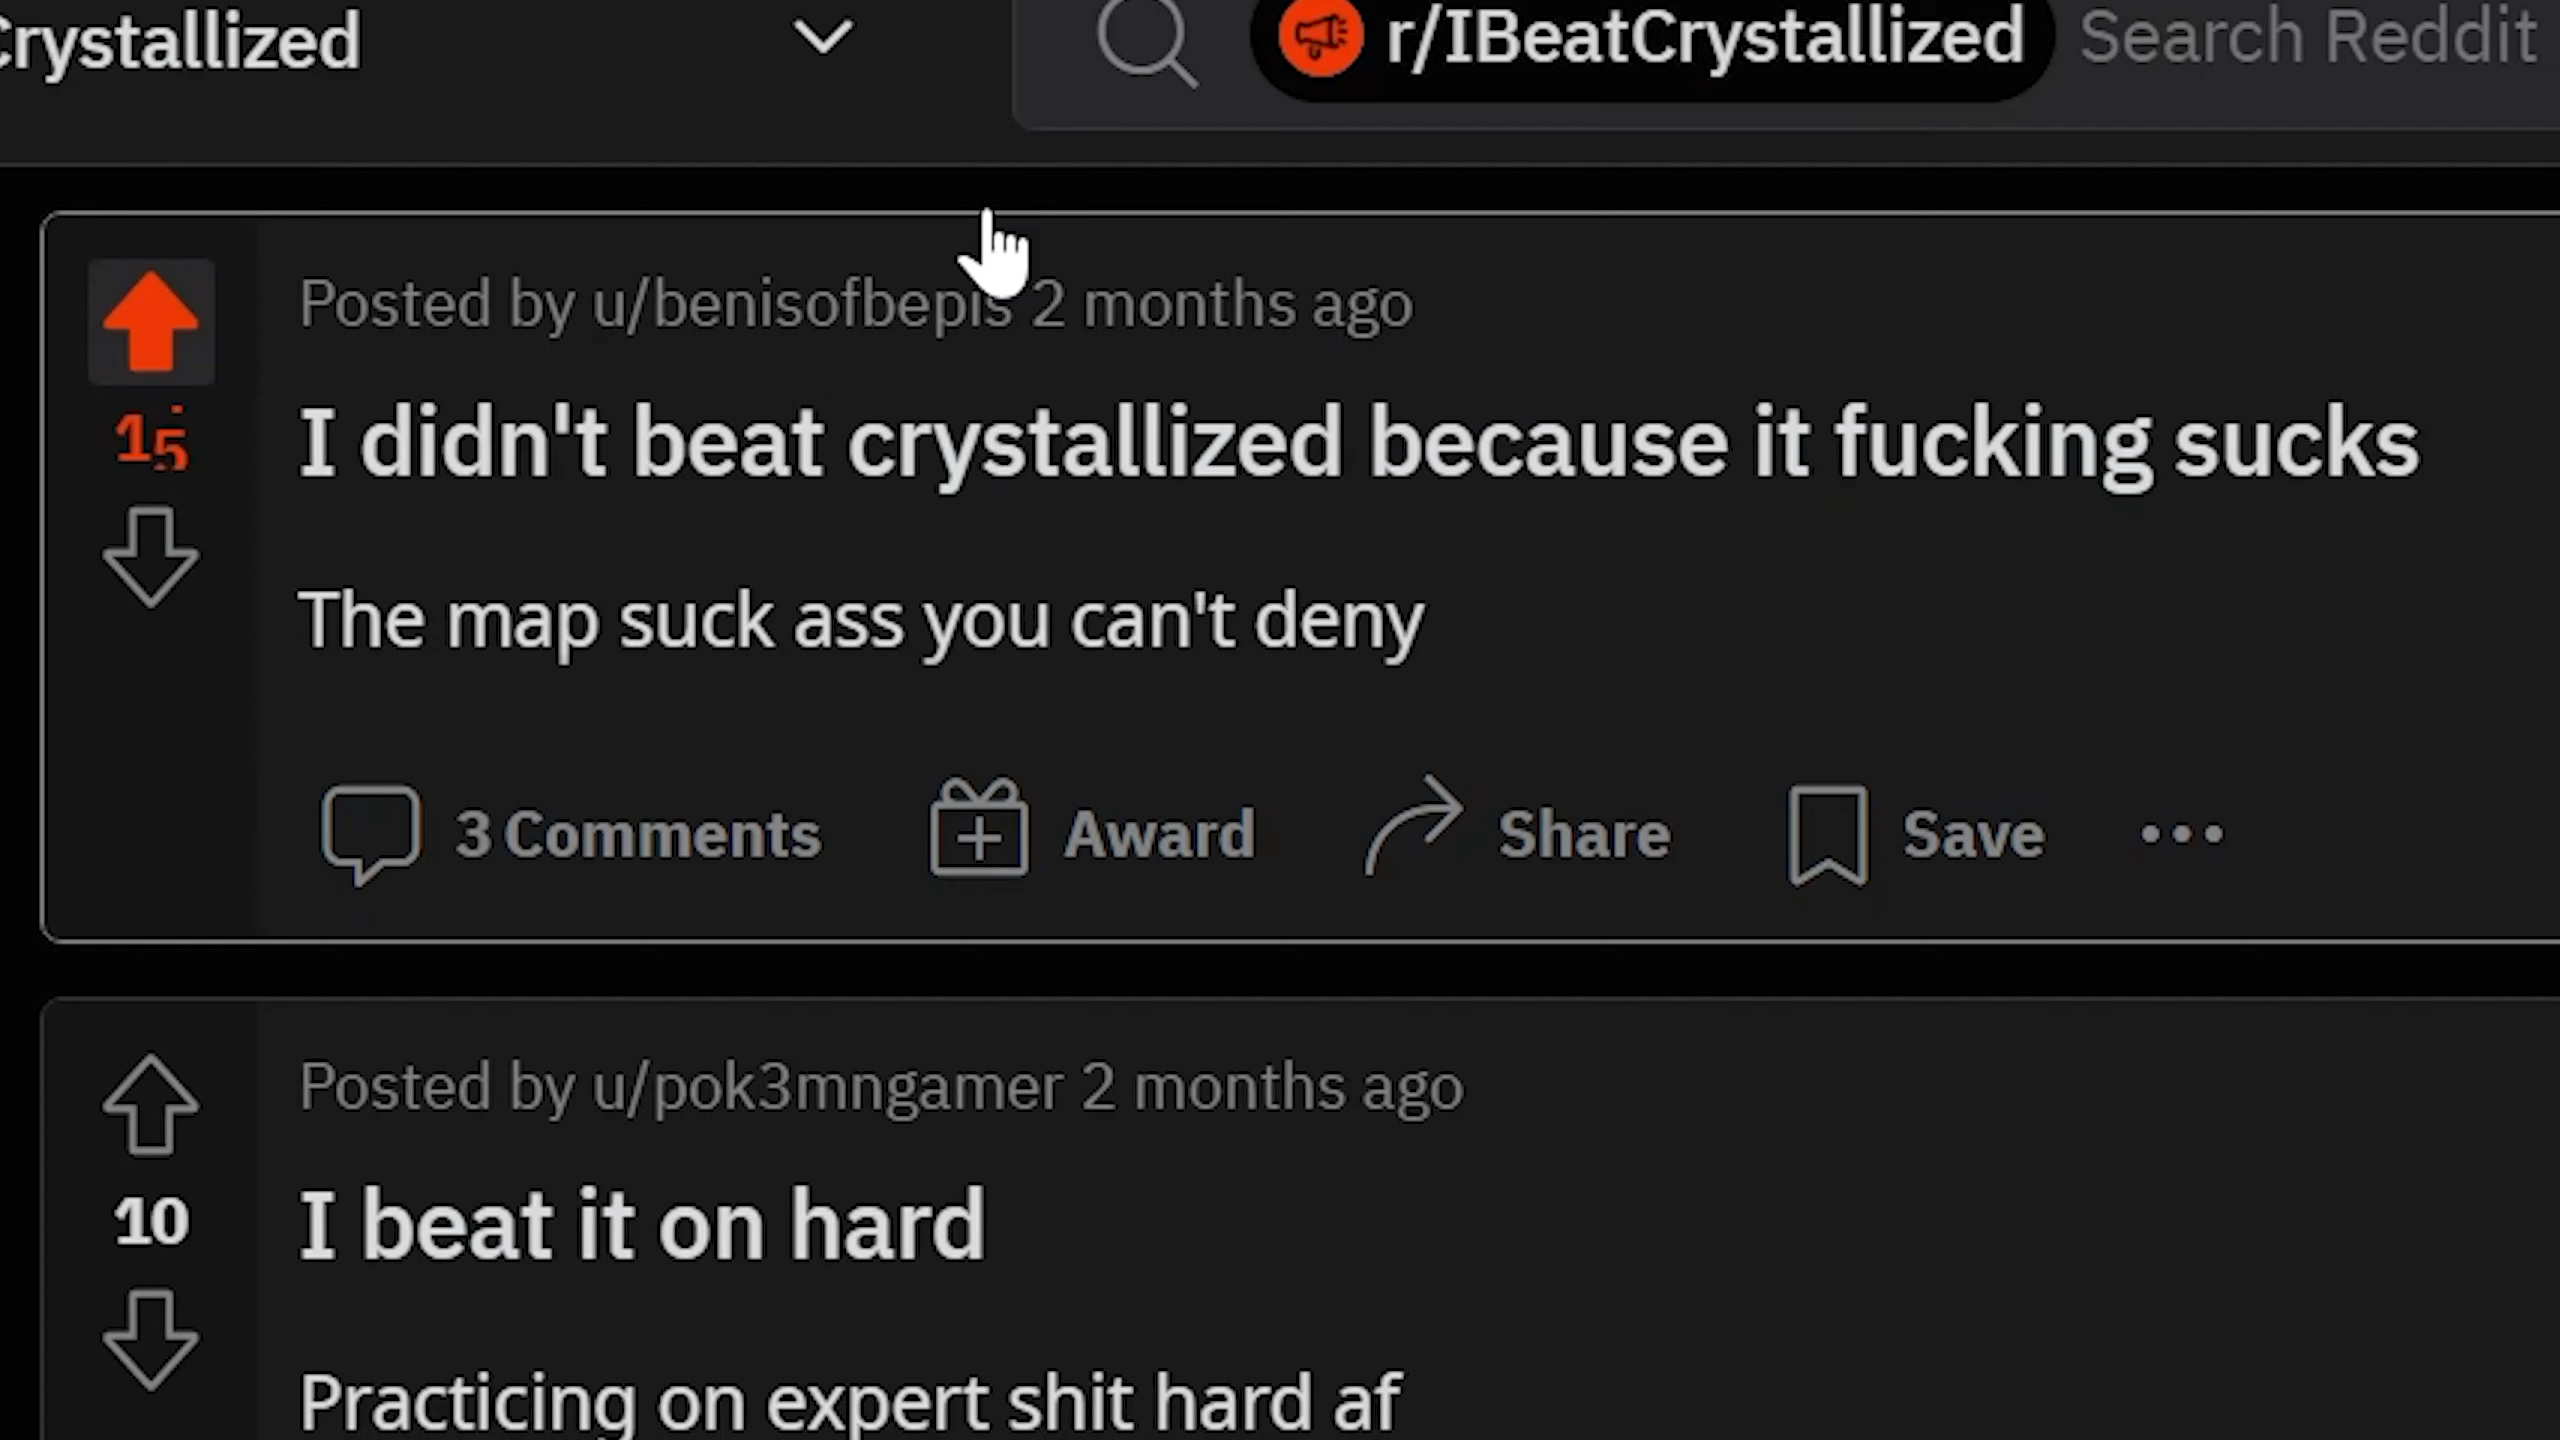 Crystallized
r/IBeatCrystallized Search Reddit
Posted by u/benisofbepis 2 months ago
15
I didn't beat crystallized because it fucking sucks
The map suck ass you can't deny
3 Comments Award Share Save
Posted by u/pok3mngamer 2 months ago
10
I beat it on hard
Practicing on expert shit hard af